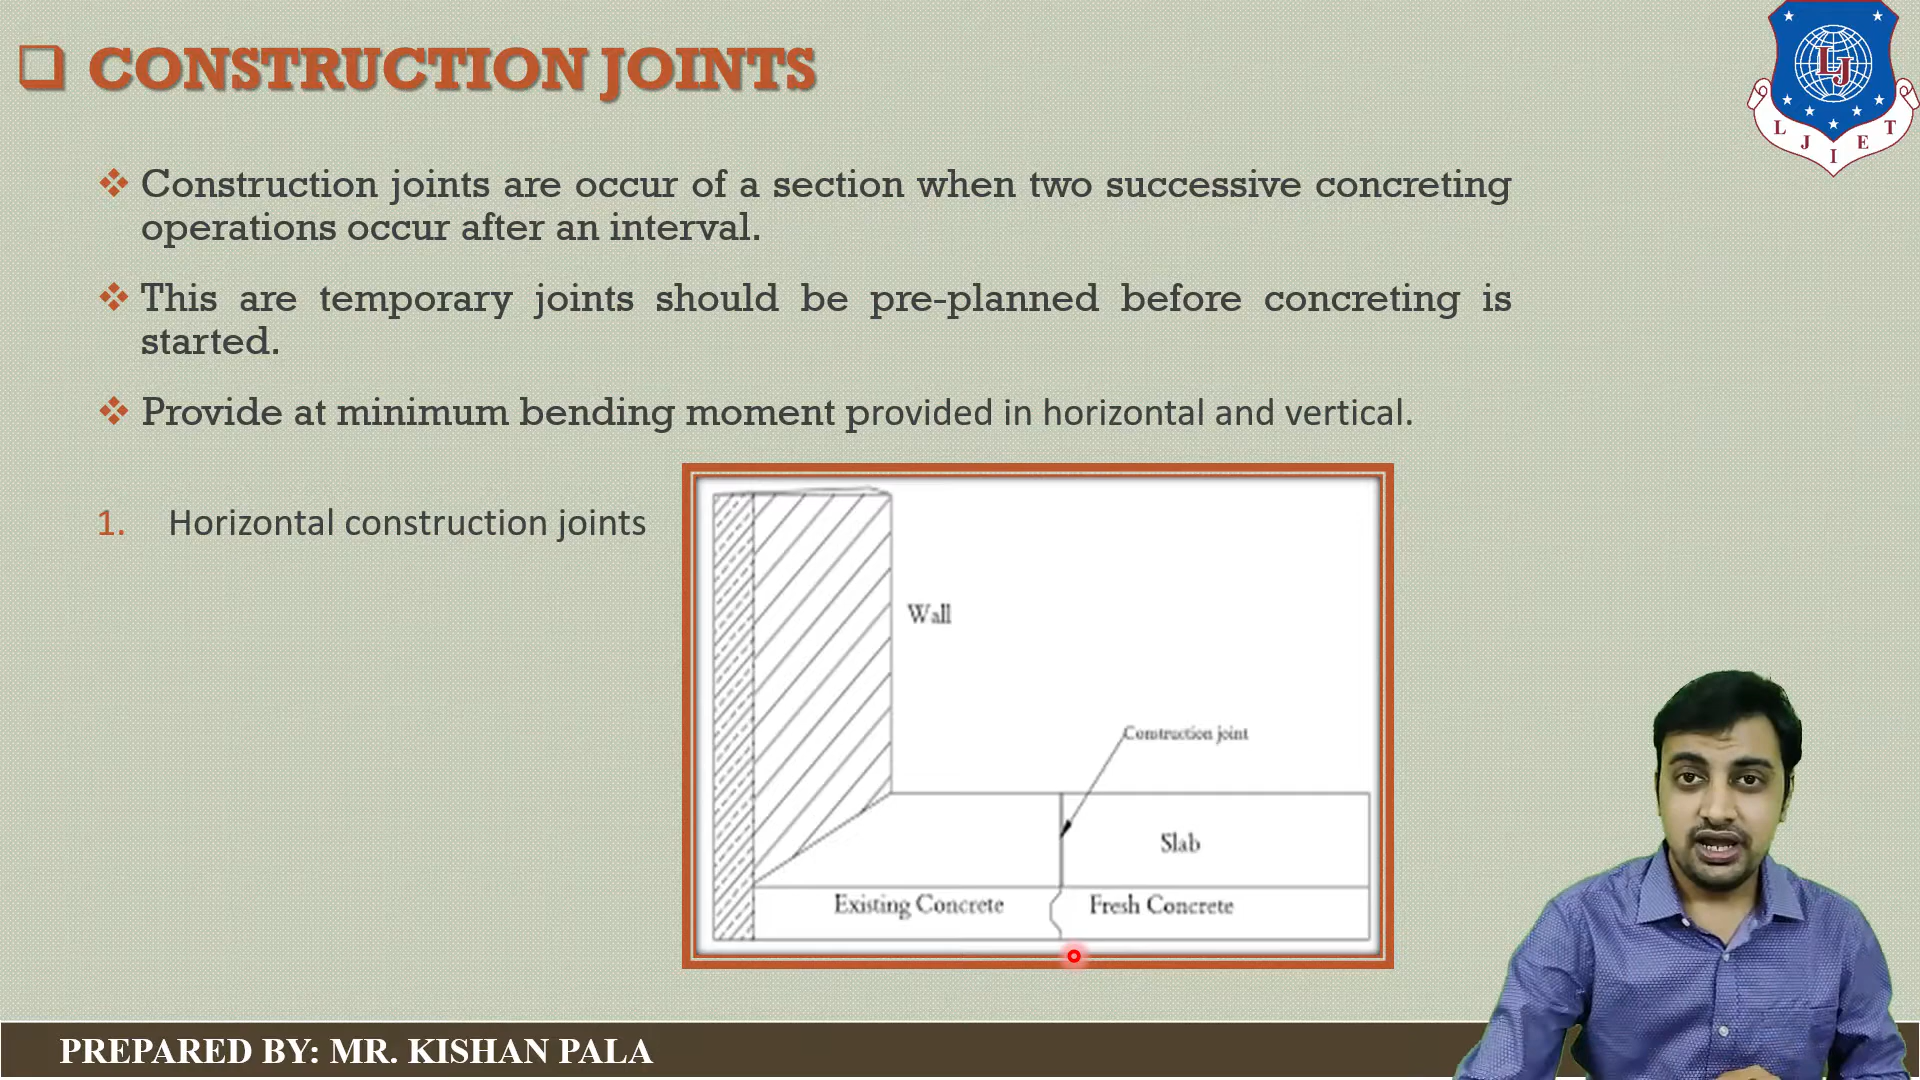 CONSTRUCTION JOINTS
LJ
L J I E T
Construction joints are occur of a section when two successive concreting
operations occur after an interval.
This are temporary joints should be pre-planned before concreting is
started.
Provide at minimum bending moment provided in horizontal and vertical.
1. Horizontal construction joints
Wall
Construction joint
Slab
Existing Concrete
Fresh Concrete
PREPARED BY: MR. KISHAN PALA